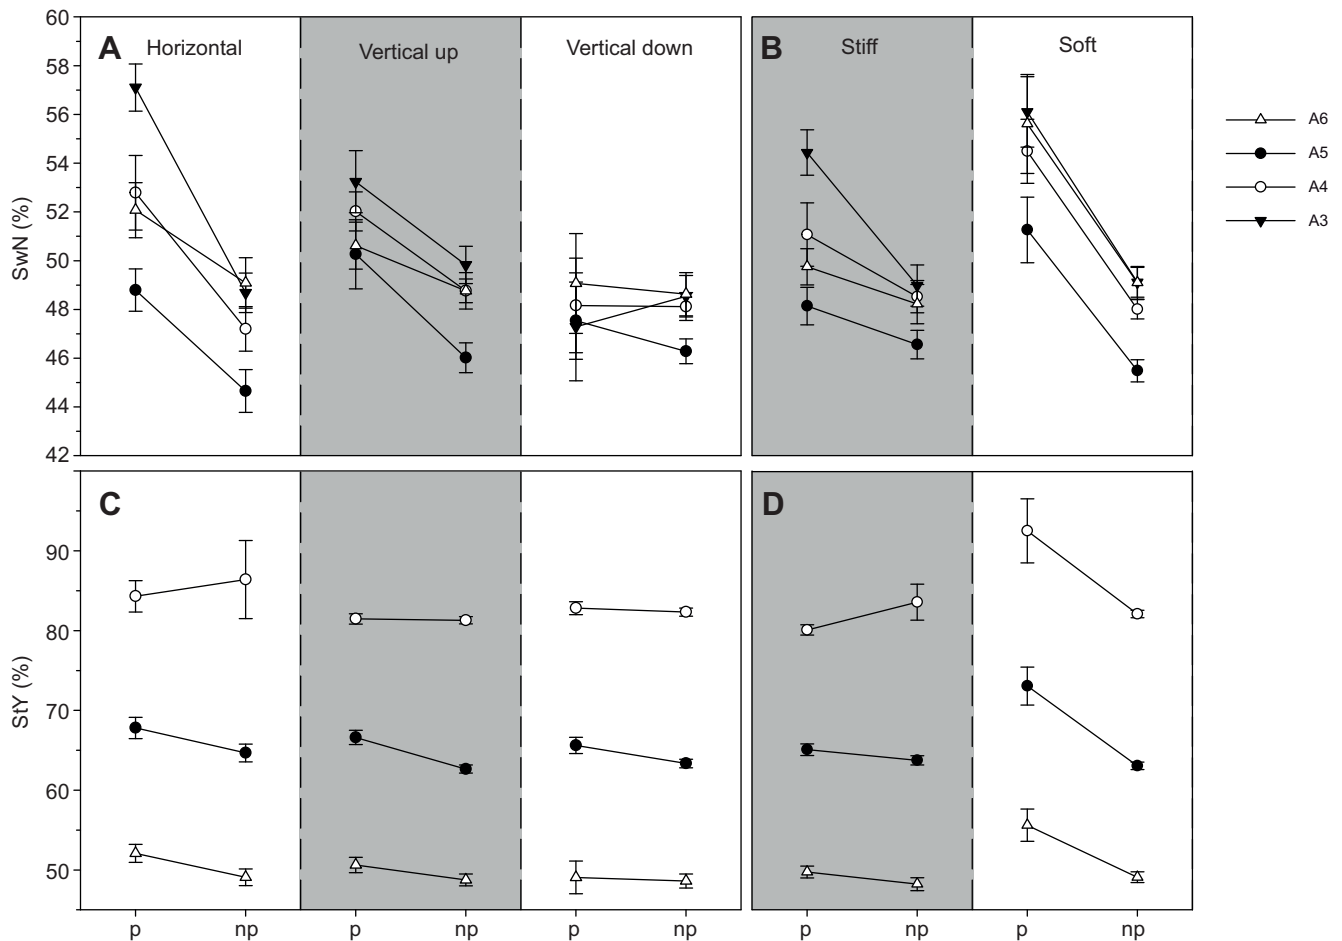 60
58
56
54
52
50
48
46
44
42
SwN (%)
A
Horizontal
Vertical up
Vertical down
B
Stiff
Soft
A6
A5
A4
A3
90
80
70
60
50
StY (%)
C
D
p np p np p np p np p np